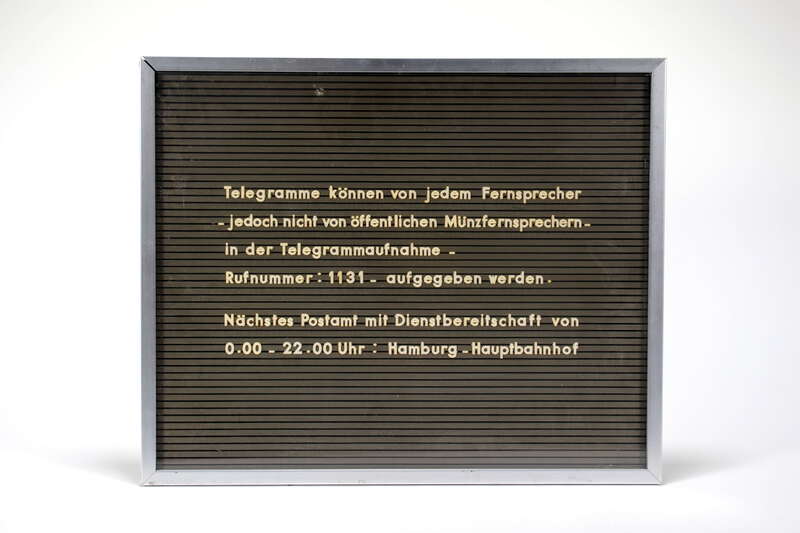 Telegramme können von jedem Fernsprecher
- jedoch nicht von öffentlichen Münzfernsprechern -
in der Telegrammaufnahme -
Rufnummer: 1131 - aufgegeben werden.
Nächstes Postamt mit Dienstbereitschaft von
0.00 - 22.00 Uhr: Hamburg-Hauptbahnhof